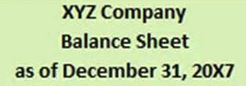 XYZ Company
Balance Sheet
as of December 31, 20X7